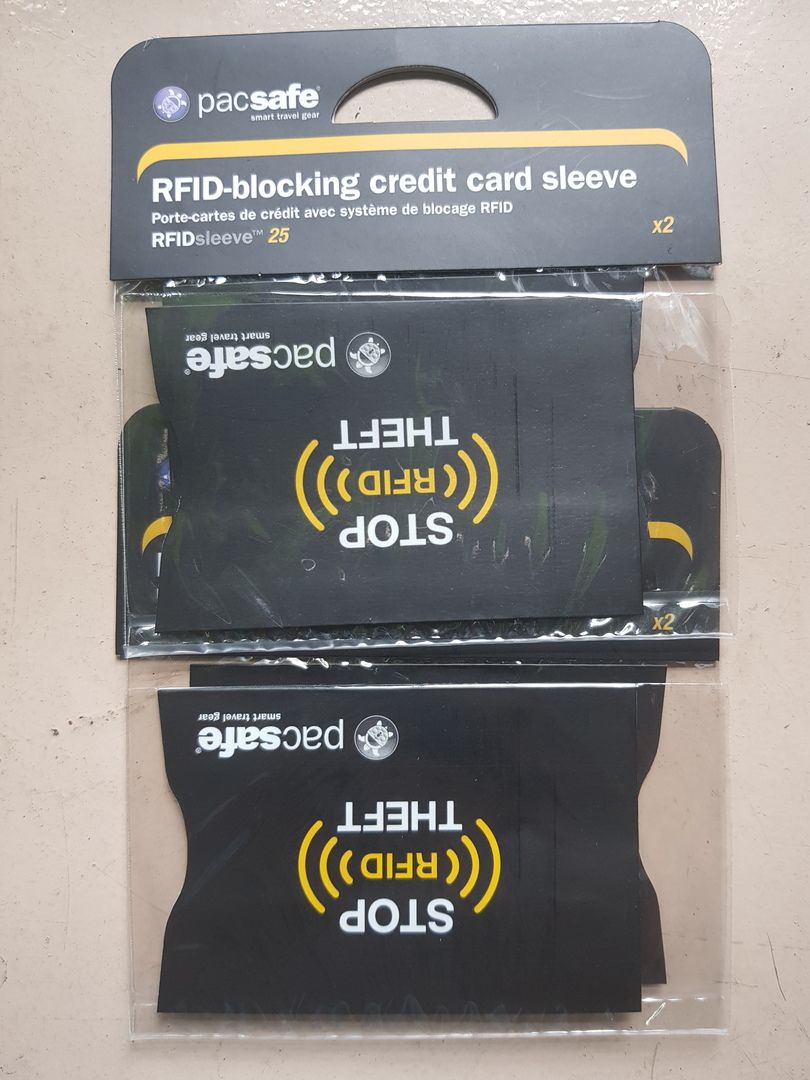 pacsafe®
smart travel gear
RFID-blocking credit card sleeve
Porte-cartes de crédit avec système de blocage RFID
RFIDsleeve™ 25
x2
pacsafe®
smart travel gear
STOP
RFID
THEFT
x2
pacsafe®
smart travel gear
STOP
RFID
THEFT